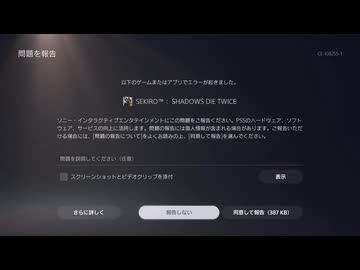 問題を報告
CE-108255-1
以下のゲームまたはアプリでエラーが起きました。
SEKIRO™： SHADOWS DIE TWICE
ソニー・インタラクティブエンタテインメントにこの問題をご報告ください。PS5のハードウェア、ソフト
ウェア、サービスの向上に活用します。問題の報告には個人情報が含まれる場合があります。ご報告いただ
ける場合には、[問題の報告について]をよくお読みの上、[同意して報告]を選んでください。
問題を説明してください（任意）
スクリーンショットとビデオクリップを添付
表示
さらに詳しく
報告しない
同意して報告（387 KB）